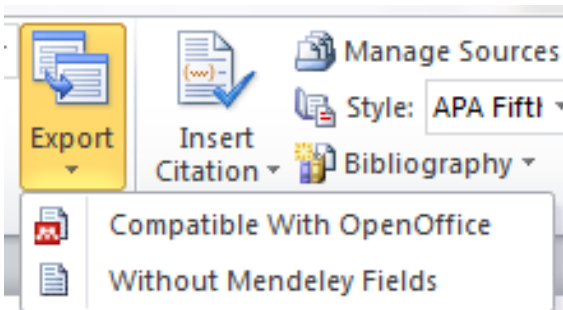 Manage Sources
Style: APA Fifth
Export
Insert
Citation
Bibliography
Compatible With OpenOffice
Without Mendeley Fields